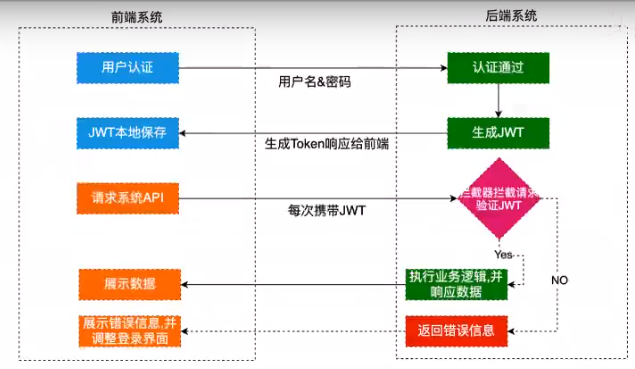 前端系统
后端系统
用户认证
用户名&密码
认证通过
JWT本地保存
生成Token响应给前端
生成JWT
请求系统API
每次携带JWT
拦截器拦截请求
验证JWT
Yes
NO
展示数据
执行业务逻辑,并
响应数据
展示错误信息,并
调整登录界面
返回错误信息